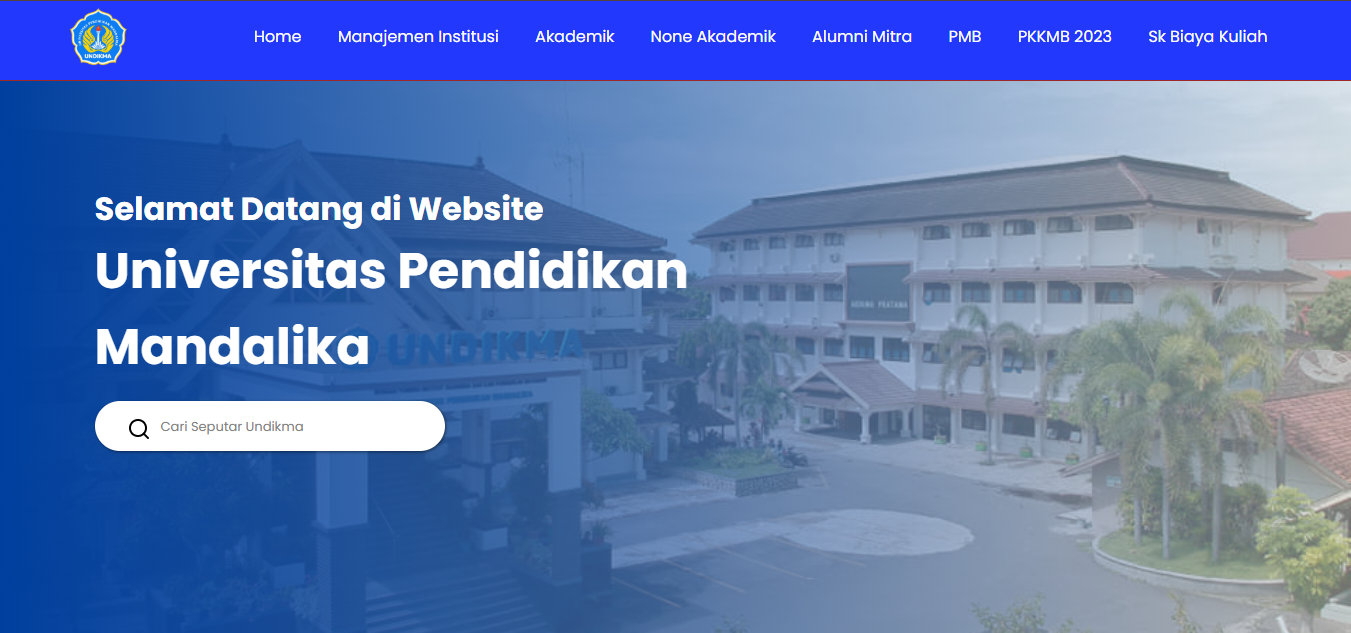 UNDIKMA
Home Manajemen Institusi Akademik None Akademik Alumni Mitra PMB PKKMB 2023 Sk Biaya Kuliah
Selamat Datang di Website
Universitas Pendidikan
Mandalika
UNDIKMA
GEDUNG PRATAMA
Cari Seputar Undikma